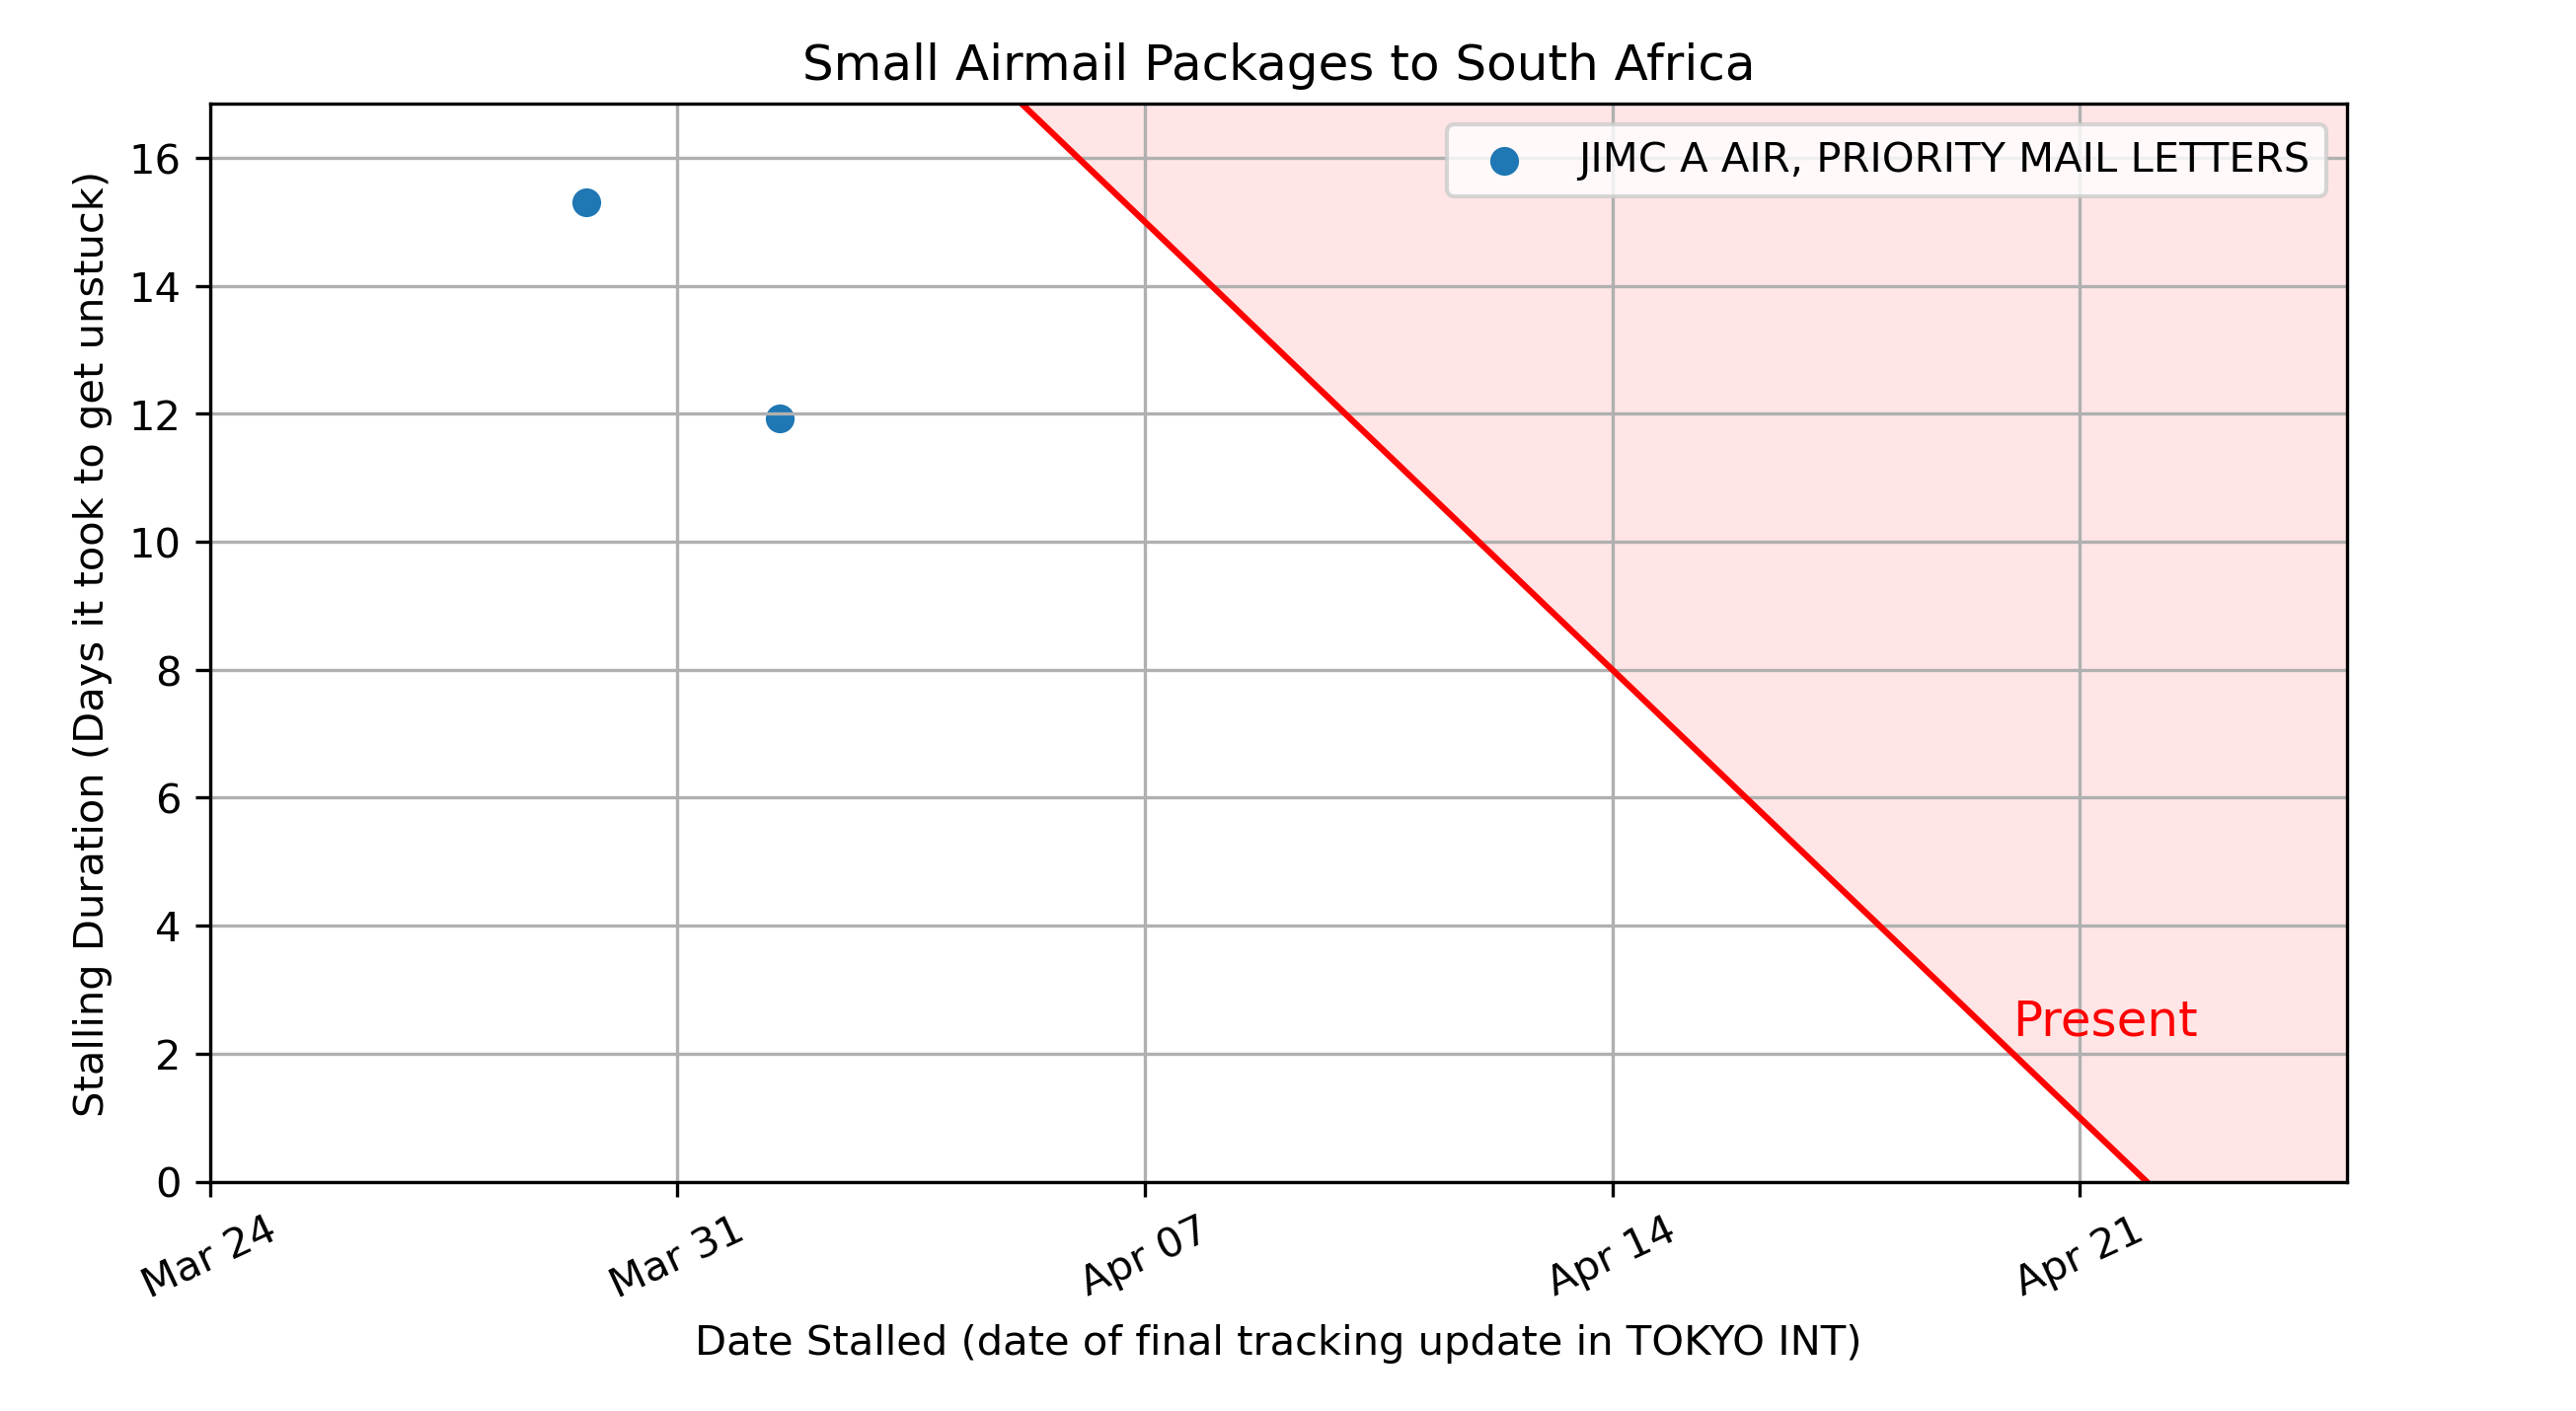 Small Airmail Packages to South Africa
JIMC A AIR, PRIORITY MAIL LETTERS
Stalling Duration (Days it took to get unstuck)
16
14
12
10
8
6
4
2
0
Present
Mar 24
Mar 31
Apr 07
Apr 14
Apr 21
Date Stalled (date of final tracking update in TOKYO INT)